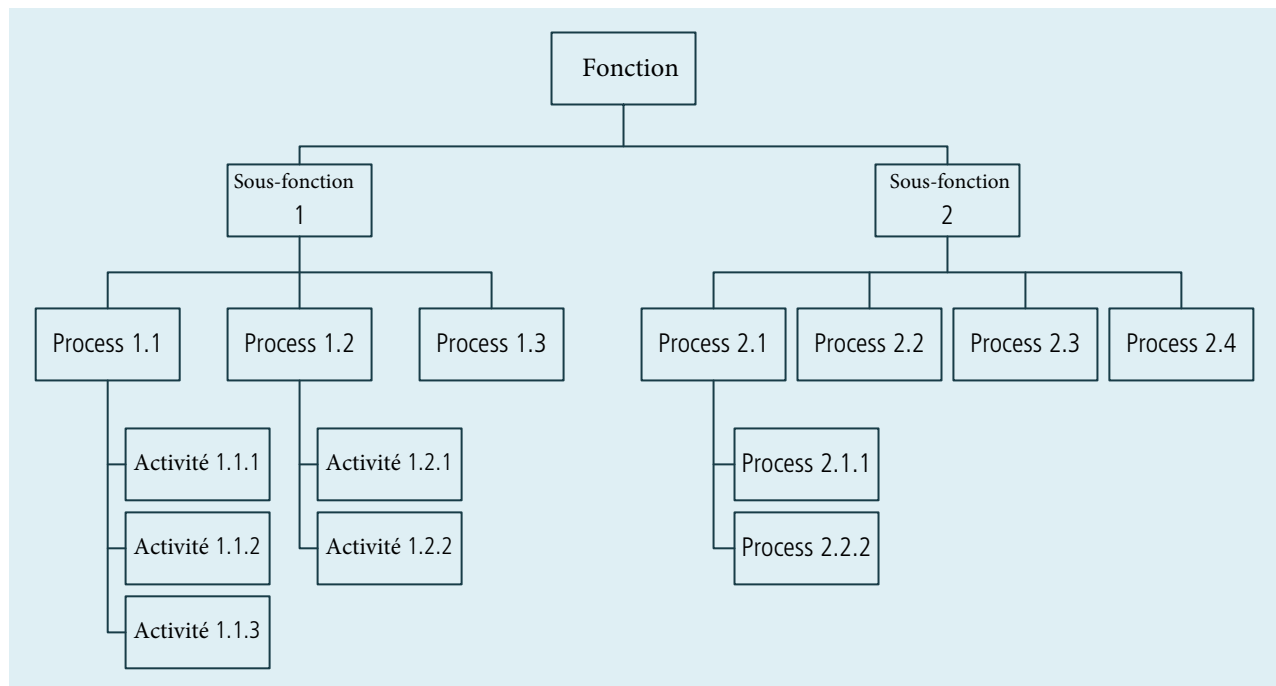 Fonction
Sous-fonction
1
Sous-fonction
2
Process 1.1
Process 1.2
Process 1.3
Process 2.1
Process 2.2
Process 2.3
Process 2.4
Activité 1.1.1
Activité 1.2.1
Process 2.1.1
Activité 1.1.2
Activité 1.2.2
Process 2.2.2
Activité 1.1.3